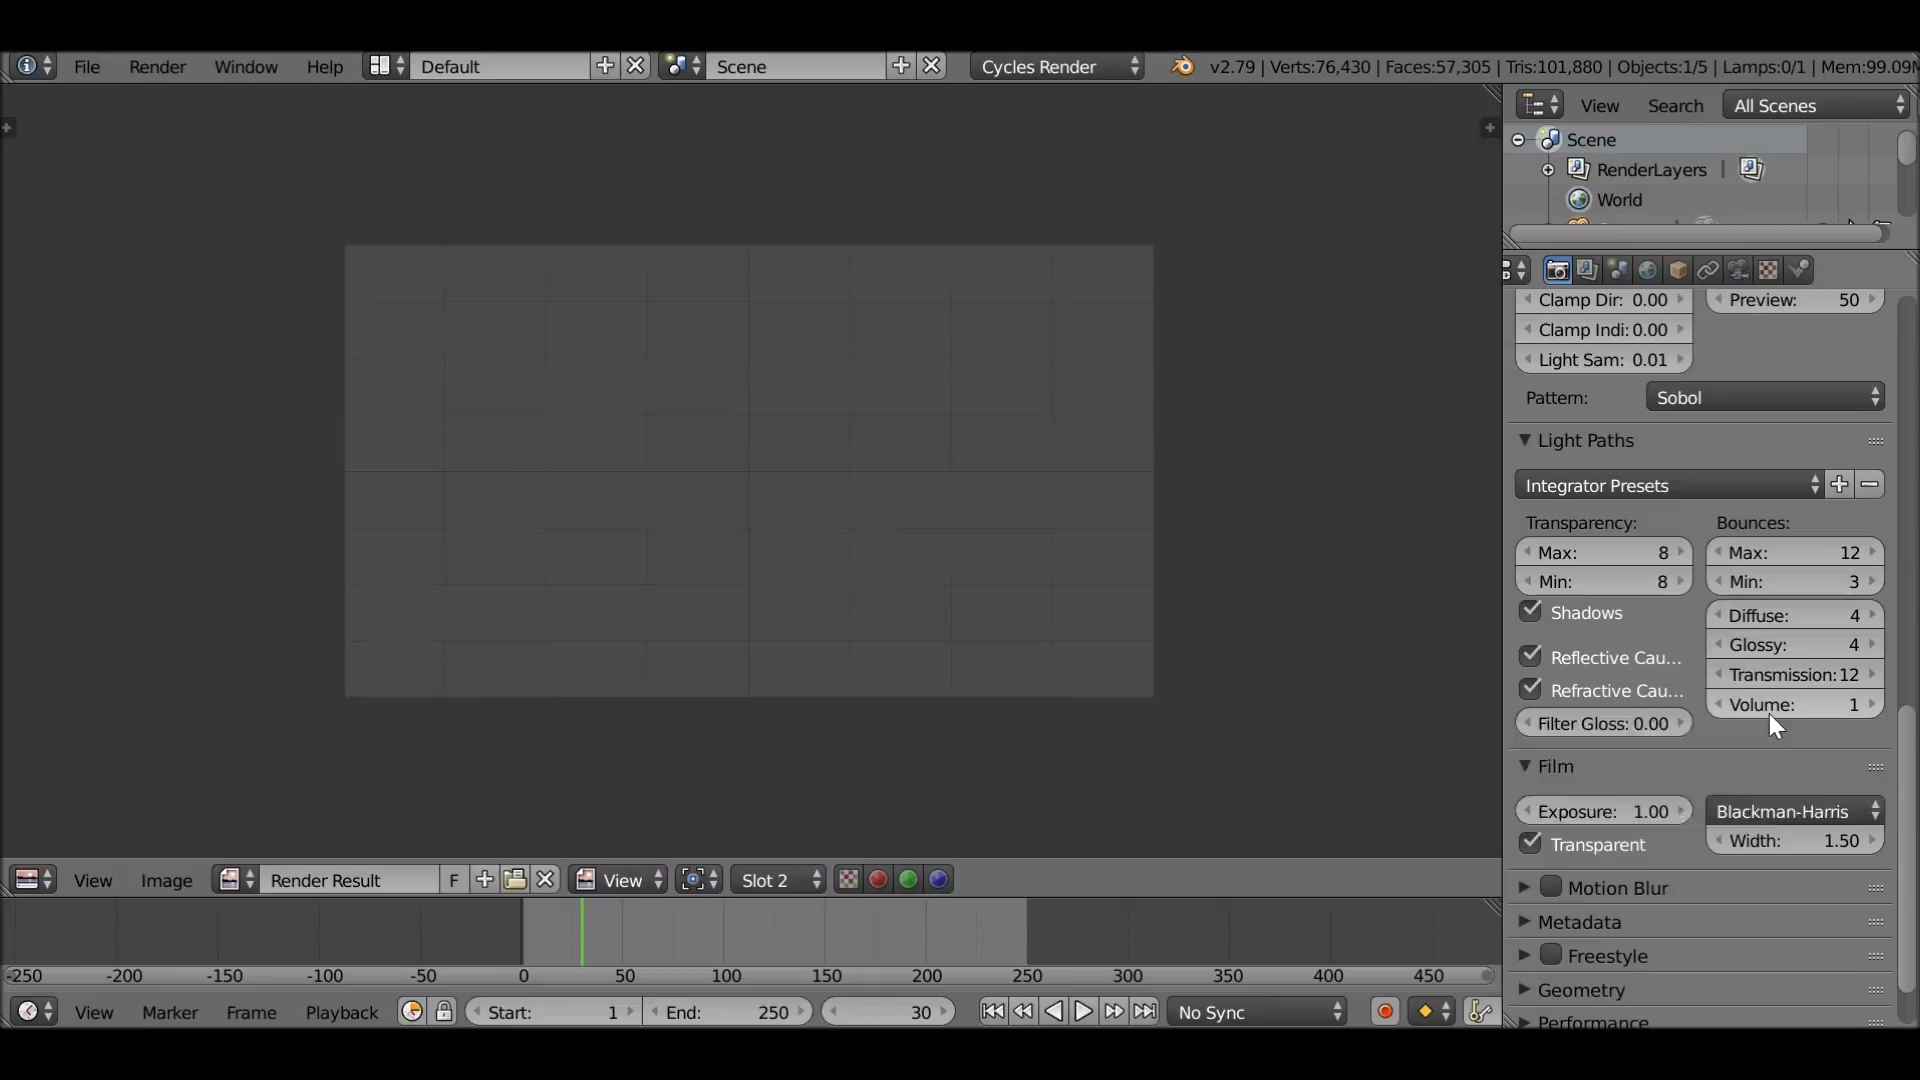 File Render Window Help Default Scene Cycles Render v2.79 | Verts:76,430 | Faces:57,305 | Tris:101,880 | Objects:1/5 | Lamps:0/1 | Mem:99.09M
View Search All Scenes
Scene
RenderLayers
World
Clamp Dir: 0.00 Preview: 50
Clamp Indi: 0.00
Light Sam: 0.01
Pattern: Sobol
Light Paths
Integrator Presets
Transparency: Bounces:
Max: 8 Max: 12
Min: 8 Min: 3
Shadows Diffuse: 4
Glossy: 4
Reflective Cau...
Transmission: 12
Refractive Cau...
Volume: 1
Filter Gloss: 0.00
Film
Exposure: 1.00 Blackman-Harris
Transparent Width: 1.50
Motion Blur
Metadata
Freestyle
Geometry
Performance
View Image Render Result F View Slot 2
-250 -200 -150 -100 -50 0 50 100 150 200 250 300 350 400 450
View Marker Frame Playback Start: 1 End: 250 30 No Sync